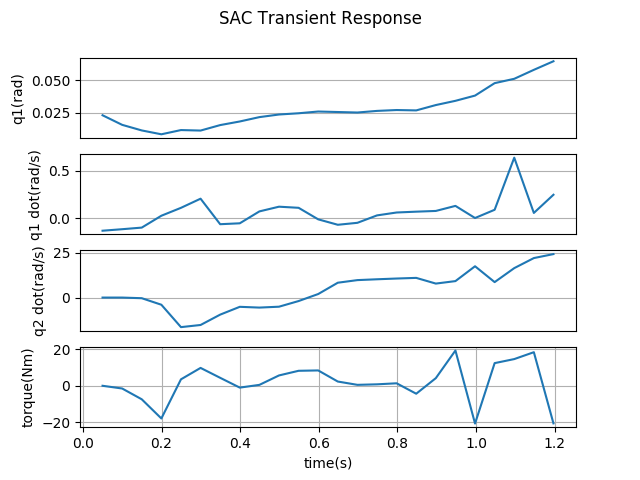 SAC Transient Response
q1(rad)
0.050
0.025
q1 dot(rad/s)
0.5
0.0
q2 dot(rad/s)
25
0
torque(Nm)
20
0
−20
0.0 0.2 0.4 0.6 0.8 1.0 1.2
time(s)